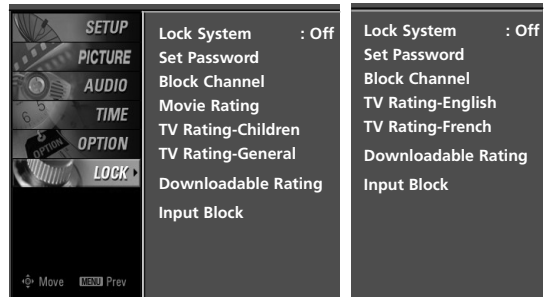 SETUP
PICTURE
AUDIO
TIME
OPTION
LOCK
Move MENU Prev
Lock System : Off
Set Password
Block Channel
Movie Rating
TV Rating-Children
TV Rating-General
Downloadable Rating
Input Block
Lock System : Off
Set Password
Block Channel
TV Rating-English
TV Rating-French
Downloadable Rating
Input Block